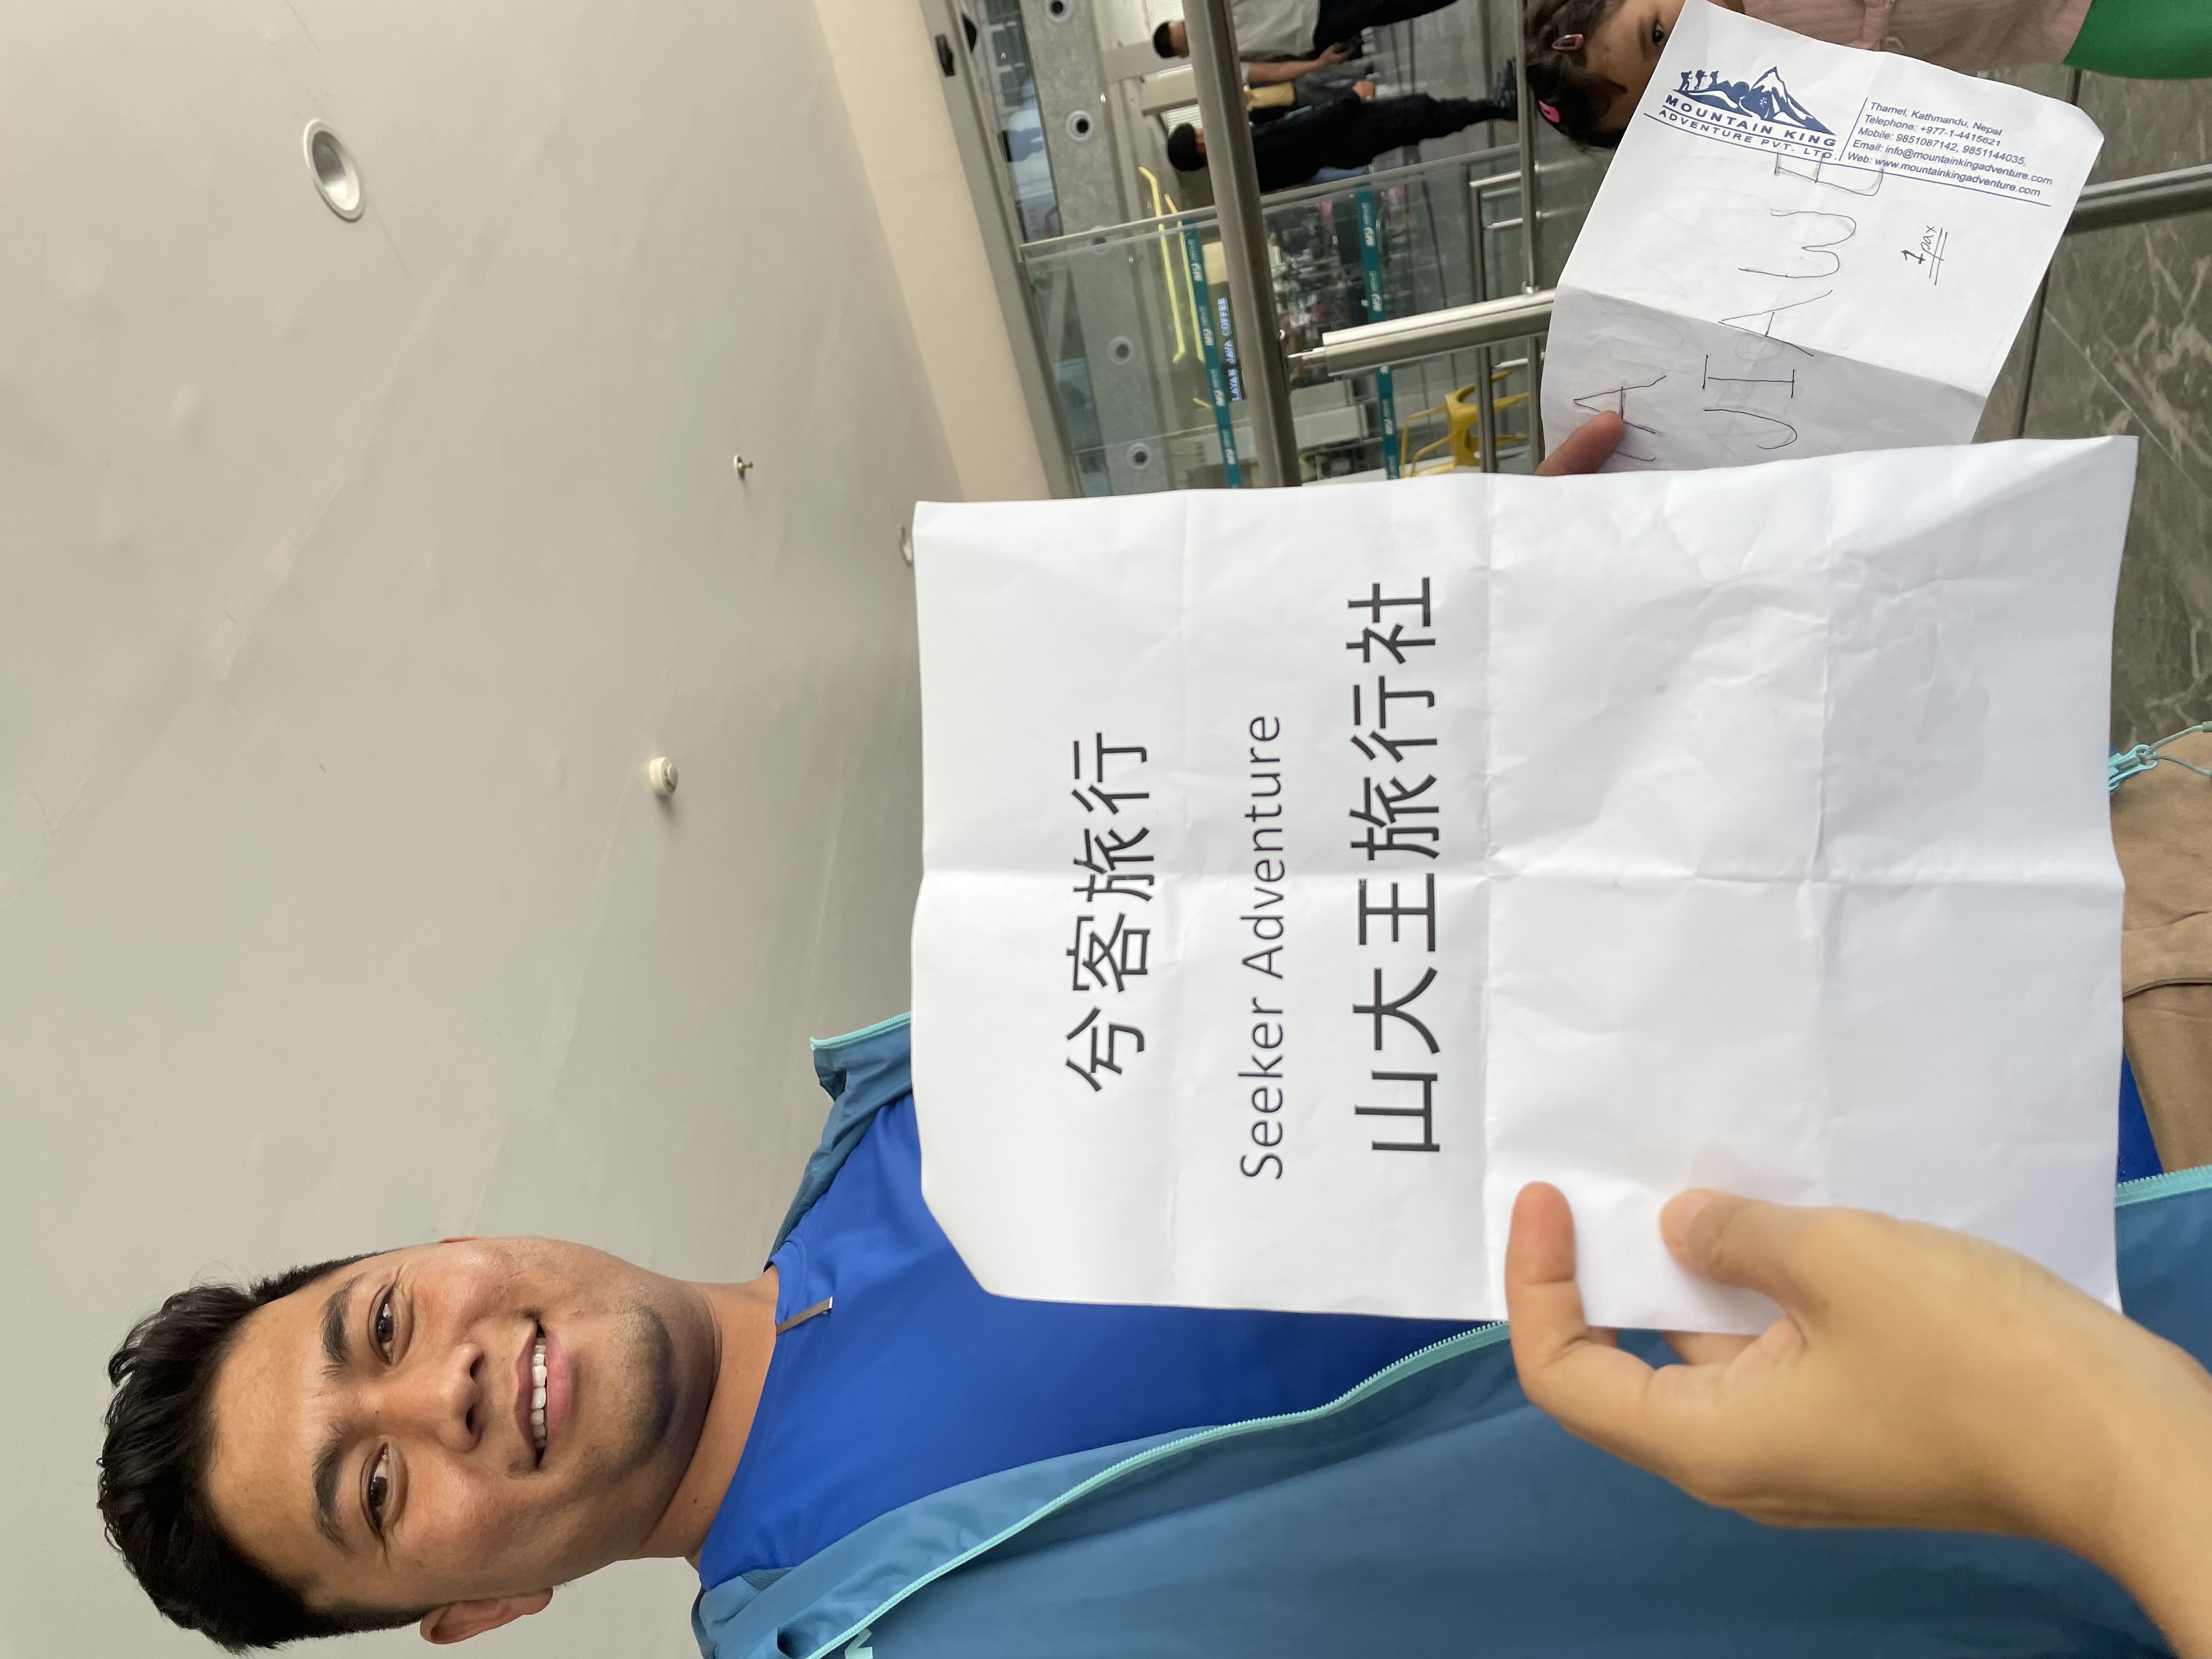 兮客旅行
Seeker Adventure
山大王旅行社
JIAWE
1 pax
MOUNTAIN KING
ADVENTURE PVT. LTD.
Thamel, Kathmandu, Nepal
Telephone: +977-1-4415621
Mobile: 9851087142, 9851144035,
Email: info@mountainkingadventure.com
Web: www.mountainkingadventure.com
LAYAN JAVA COFFEE